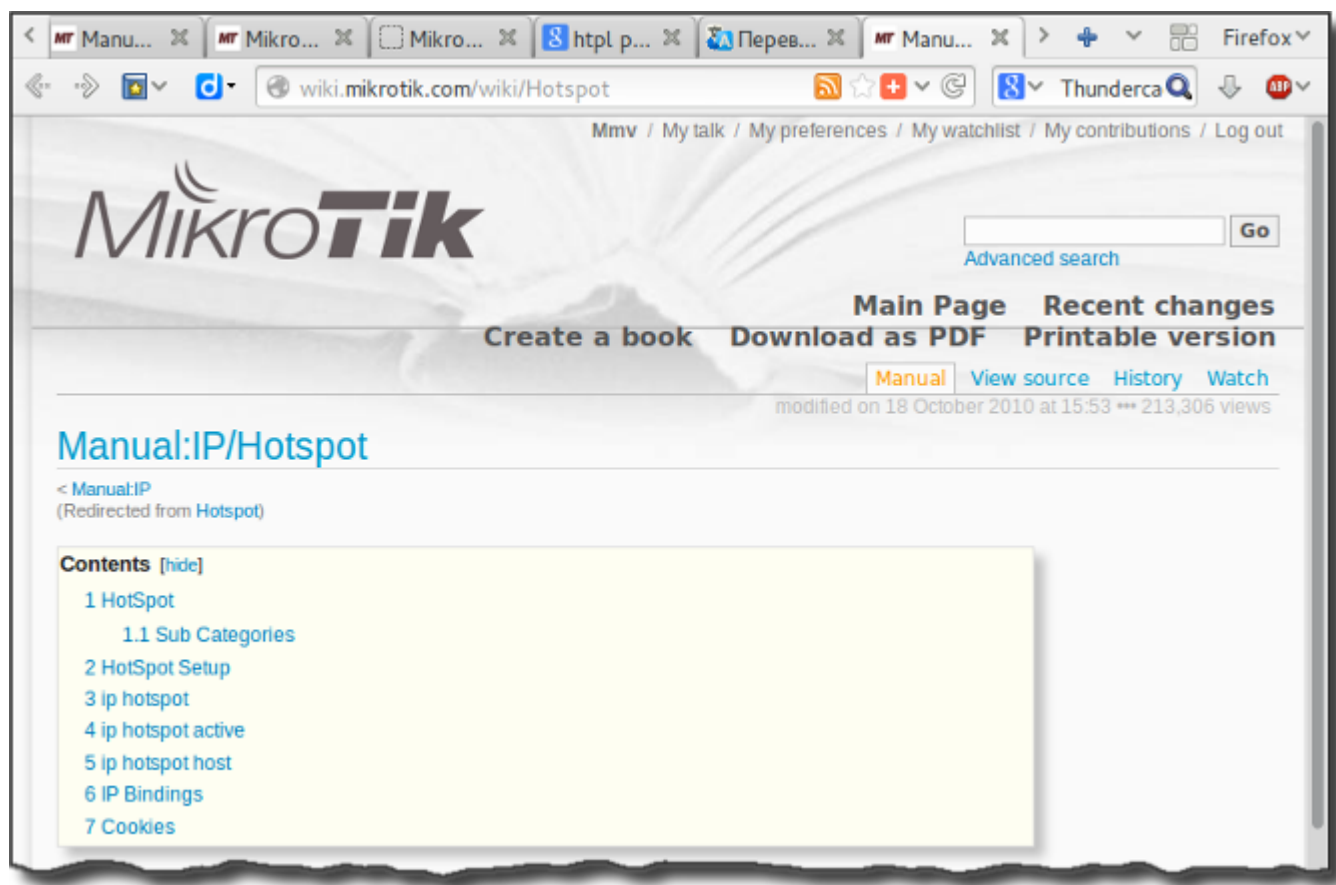 Manu... Mikro... Mikro... htpl p... Перев... Manu... Firefox
wiki.mikrotik.com/wiki/Hotspot Thunderca ABP
Mmv / My talk / My preferences / My watchlist / My contributions / Log out
MikroTik
Go
Advanced search
Main Page Recent changes
Create a book Download as PDF Printable version
Manual View source History Watch
modified on 18 October 2010 at 15:53 ••• 213,306 views
Manual:IP/Hotspot
< Manual:IP
(Redirected from Hotspot)
Contents [hide]
1 HotSpot
1.1 Sub Categories
2 HotSpot Setup
3 ip hotspot
4 ip hotspot active
5 ip hotspot host
6 IP Bindings
7 Cookies